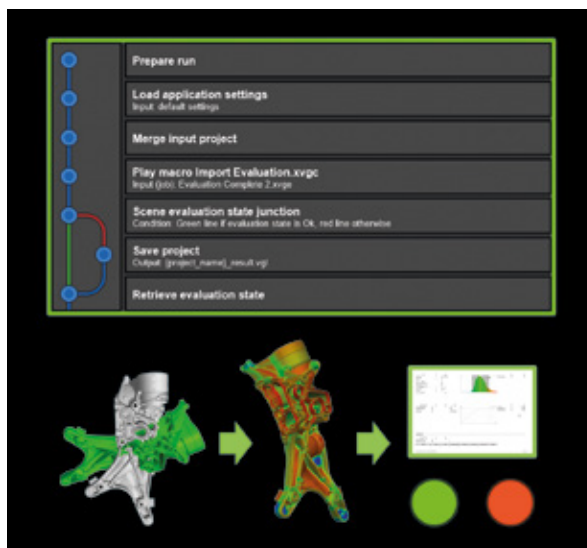 Prepare run
Load application settings
Input: default settings
Merge input project
Play macro Import Evaluation.xvgc
Input (job): Evaluation Complete 2.xvge
Scene evaluation state junction
Condition: Green line if evaluation state is Ok, red line otherwise
Save project
Output: {project_name}_result.vgl
Retrieve evaluation state